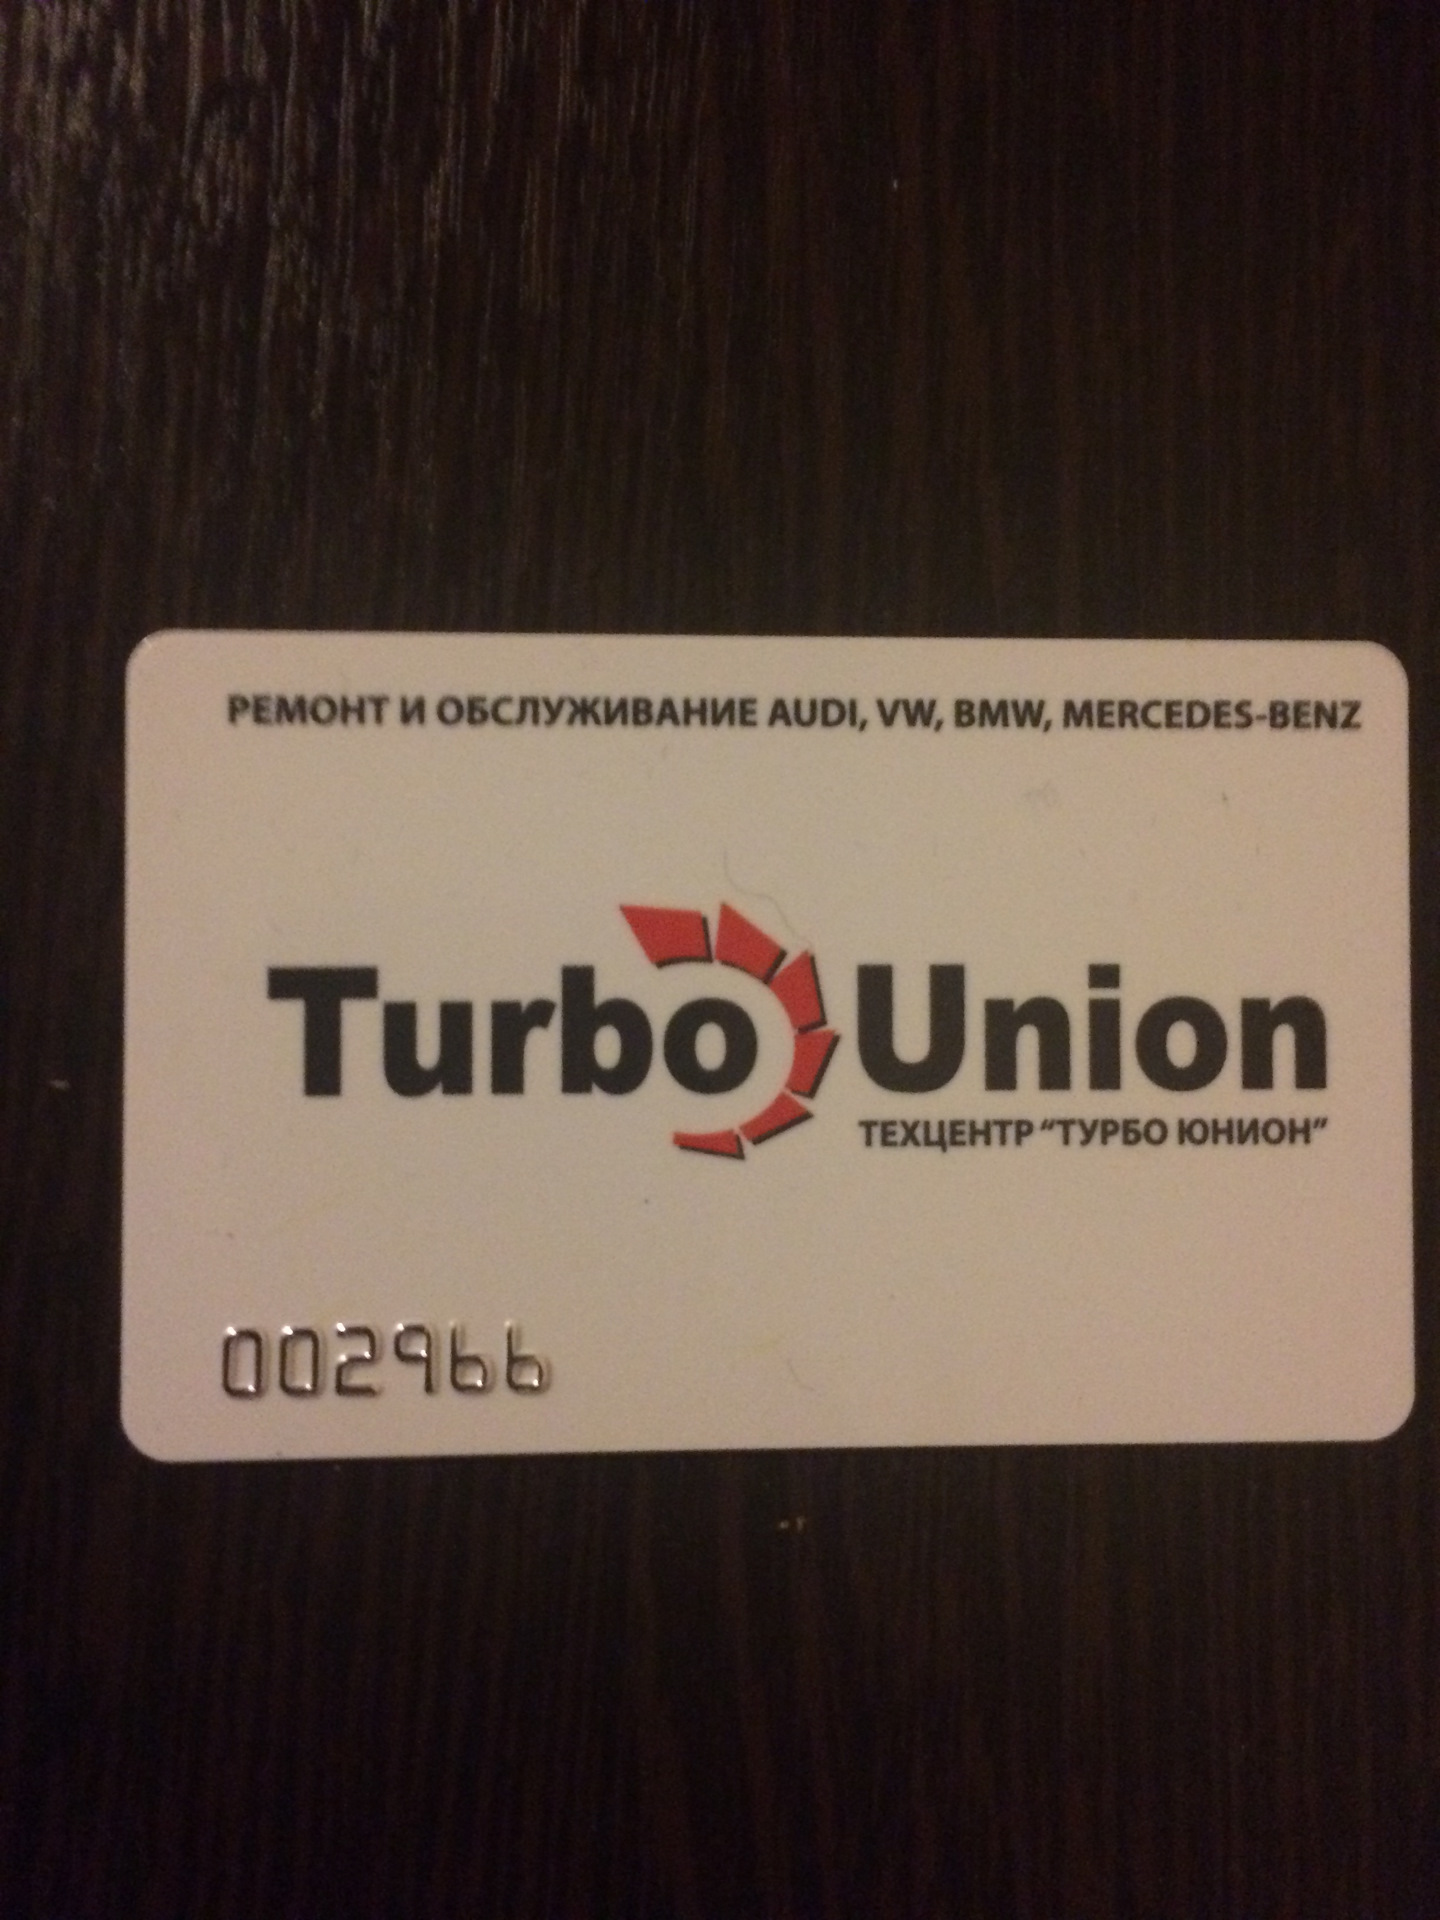 РЕМОНТ И ОБСЛУЖИВАНИЕ AUDI, VW, BMW, MERCEDES-BENZ
Turbo Union
ТЕХЦЕНТР “ТУРБО ЮНИОН”
002966